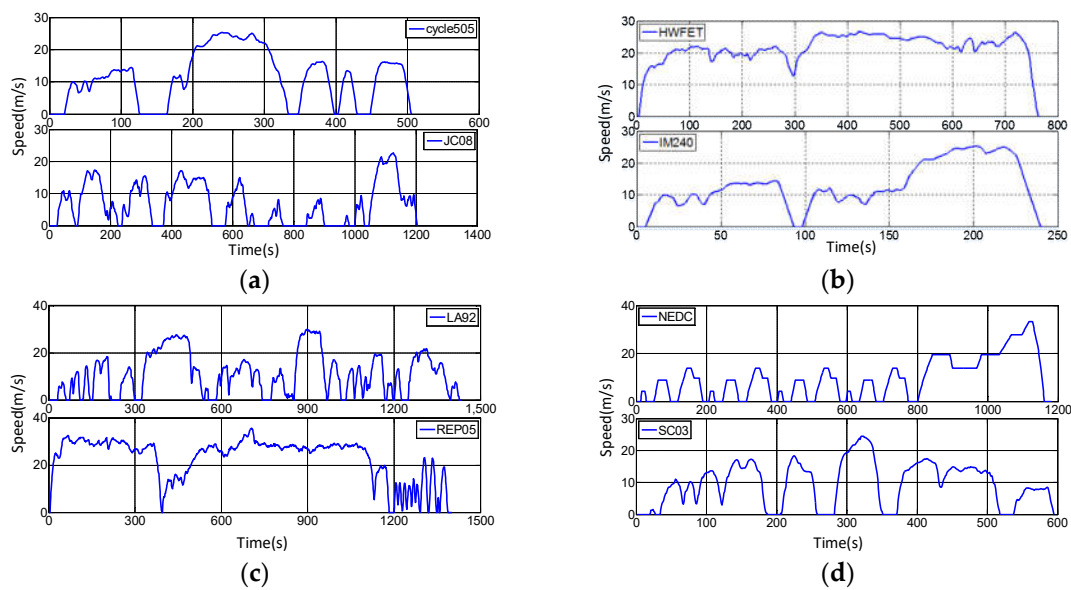 30
20
10
0
cycle505
0 100 200 300 400 500 600
30
20
10
0
JC08
0 200 400 600 800 1000 1200 1400
Speed(m/s)
Time(s)
(a)
30
20
10
0
HWFET
0 100 200 300 400 500 600 700 800
30
20
10
0
IM240
0 50 100 150 200 250
Speed(m/s)
Time(s)
(b)
40
20
0
LA92
0 300 600 900 1200 1500
40
20
0
REP05
0 300 600 900 1200 1500
Speed(m/s)
Time(s)
(c)
40
20
0
NEDC
0 200 400 600 800 1000 1200
30
20
10
0
SC03
0 100 200 300 400 500 600
Speed(m/s)
Time(s)
(d)